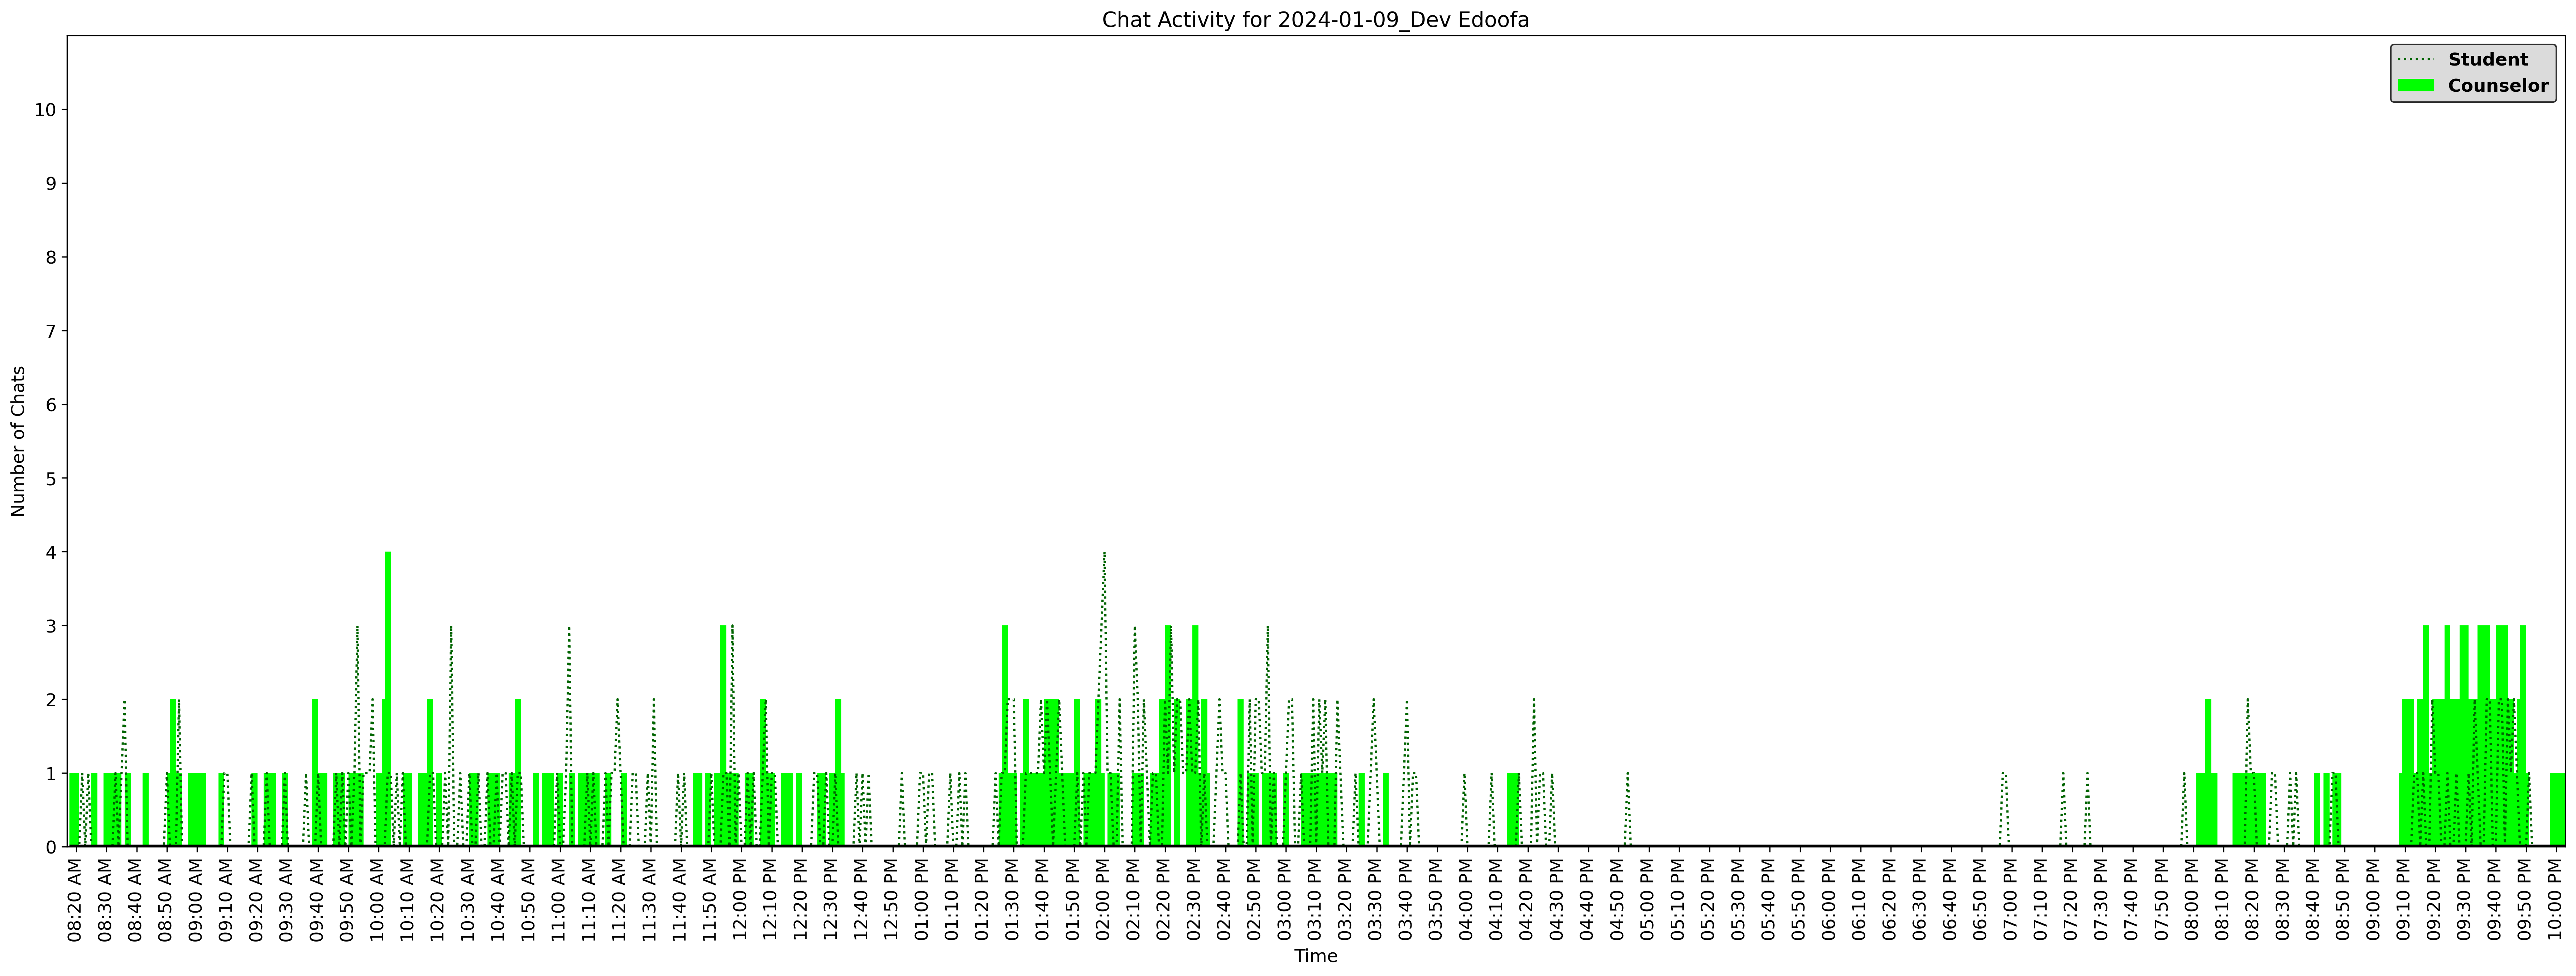 Chat Activity for 2024-01-09_Dev Edoofa
Student
Counselor
Number of Chats
10
9
8
7
6
5
4
3
2
1
0
08:20 AM
08:30 AM
08:40 AM
08:50 AM
09:00 AM
09:10 AM
09:20 AM
09:30 AM
09:40 AM
09:50 AM
10:00 AM
10:10 AM
10:20 AM
10:30 AM
10:40 AM
10:50 AM
11:00 AM
11:10 AM
11:20 AM
11:30 AM
11:40 AM
11:50 AM
12:00 PM
12:10 PM
12:20 PM
12:30 PM
12:40 PM
12:50 PM
01:00 PM
01:10 PM
01:20 PM
01:30 PM
01:40 PM
01:50 PM
02:00 PM
02:10 PM
02:20 PM
02:30 PM
02:40 PM
02:50 PM
03:00 PM
03:10 PM
03:20 PM
03:30 PM
03:40 PM
03:50 PM
04:00 PM
04:10 PM
04:20 PM
04:30 PM
04:40 PM
04:50 PM
05:00 PM
05:10 PM
05:20 PM
05:30 PM
05:40 PM
05:50 PM
06:00 PM
06:10 PM
06:20 PM
06:30 PM
06:40 PM
06:50 PM
07:00 PM
07:10 PM
07:20 PM
07:30 PM
07:40 PM
07:50 PM
08:00 PM
08:10 PM
08:20 PM
08:30 PM
08:40 PM
08:50 PM
09:00 PM
09:10 PM
09:20 PM
09:30 PM
09:40 PM
09:50 PM
10:00 PM
Time